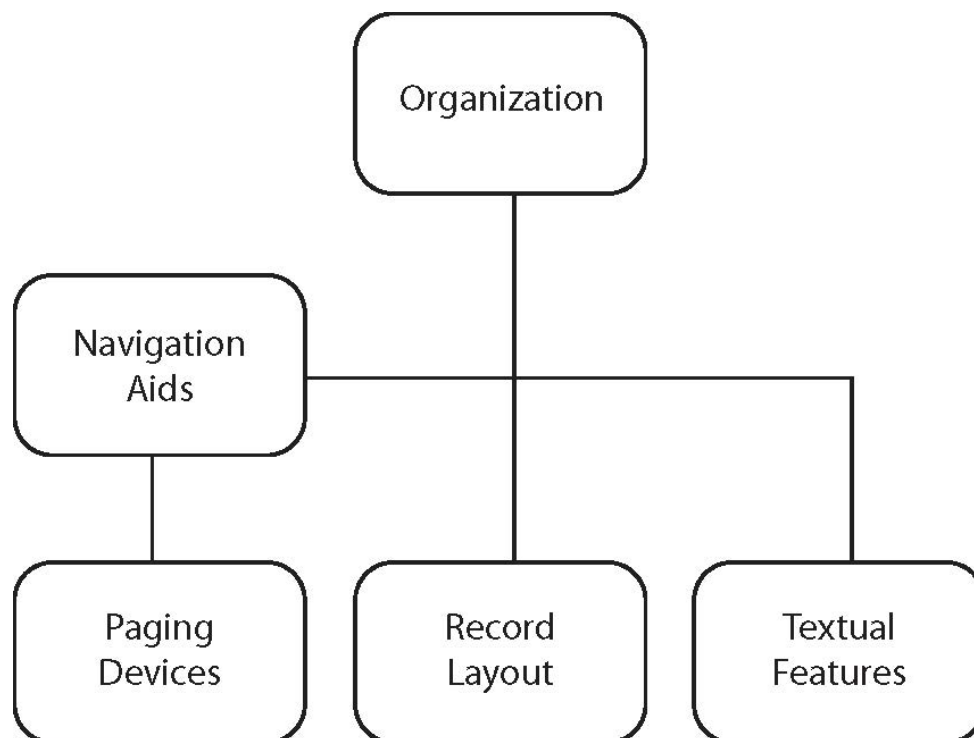 Organization
Navigation
Aids
Paging
Devices
Record
Layout
Textual
Features